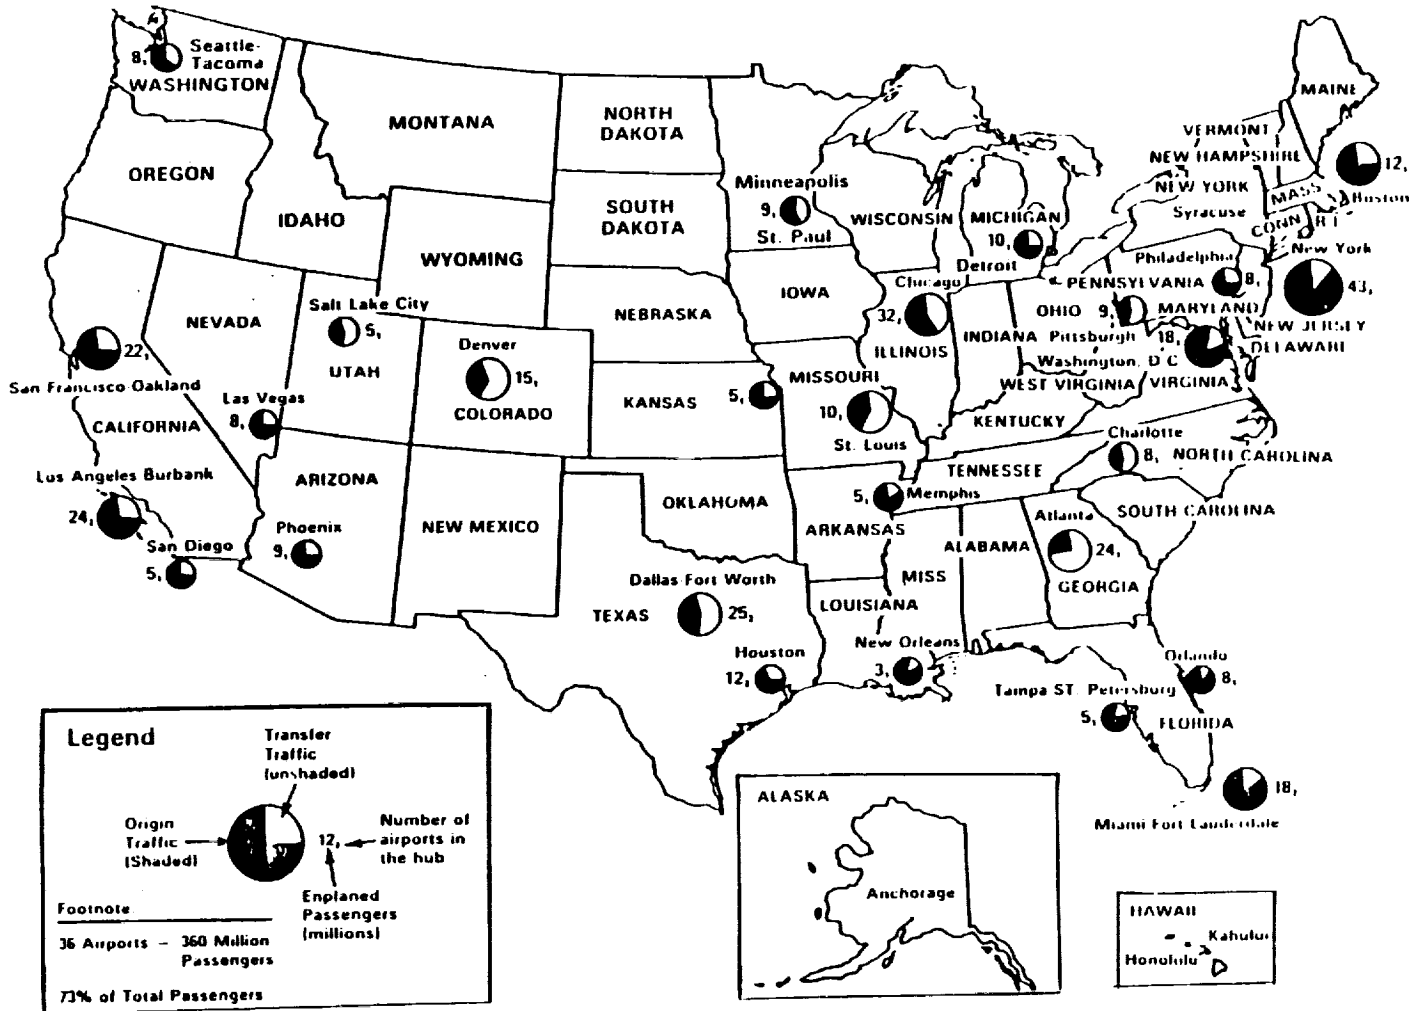 Seattle-
Tacoma
8,
WASHINGTON
MONTANA
NORTH
DAKOTA
MAINE
OREGON
IDAHO
SOUTH
DAKOTA
Minneapolis
9,
St. Paul
WISCONSIN
MICHIGAN
10,
Detroit
VERMONT
NEW HAMPSHIRE
NEW YORK
Syracuse
MASS
12,
Boston
WYOMING
New York
43,
NEVADA
Salt Lake City
5,
UTAH
Denver
15,
COLORADO
NEBRASKA
IOWA
Chicago
32,
ILLINOIS
INDIANA
OHIO
Philadelphia
8,
PENNSYLVANIA
9,
Pittsburgh
MARYLAND
NEW JERSEY
DELAWARE
18,
Washington, D C
WEST VIRGINIA
VIRGINIA
22,
San Francisco Oakland
CALIFORNIA
Las Vegas
8,
KANSAS
5,
MISSOURI
10,
St. Louis
KENTUCKY
Charlotte
8,
NORTH CAROLINA
TENNESSEE
Los Angeles Burbank
24,
ARIZONA
Phoenix
9,
San Diego
5,
NEW MEXICO
OKLAHOMA
5,
Memphis
ARKANSAS
SOUTH CAROLINA
ALABAMA
Atlanta
24,
GEORGIA
MISS
Dallas Fort Worth
TEXAS
25,
LOUISIANA
Houston
12,
New Orleans
3,
Orlando
8,
Tampa ST. Petersburg
5,
FLORIDA
18,
Miami Fort Lauderdale
Legend
Transfer
Traffic
(unshaded)
Origin
Traffic
(Shaded)
12,
Number of
airports in
the hub
Enplaned
Passengers
(millions)
Footnote
36 Airports – 360 Million
Passengers
73% of Total Passengers
ALASKA
Anchorage
HAWAII
Kahului
Honolulu